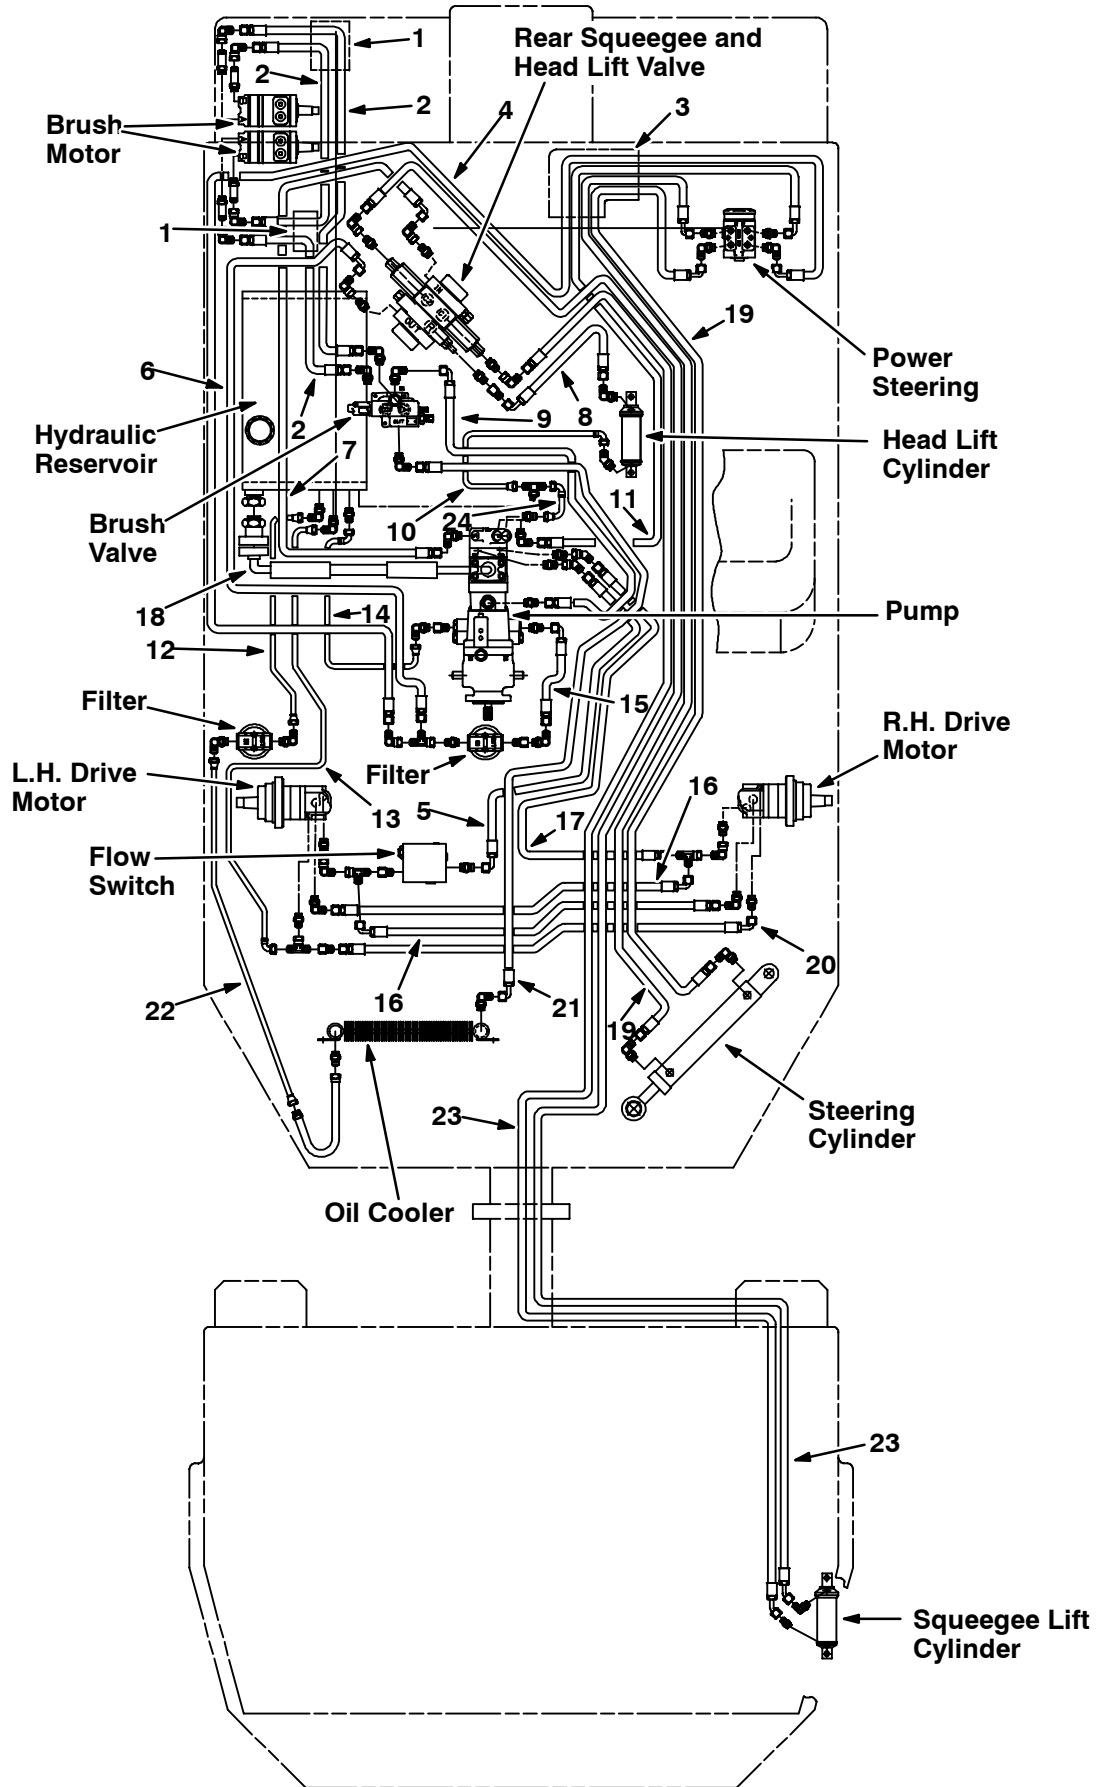 1
Rear Squeegee and
Head Lift Valve
2
2
4
3
Brush
Motor
1
19
6
Power
Steering
2
9
8
Hydraulic
Reservoir
7
Head Lift
Cylinder
Brush
Valve
10
24
11
IN
OUT
(R)
OUT
18
14
Pump
12
Filter
15
R.H. Drive
Motor
L.H. Drive
Motor
Filter
13
5
17
16
Flow
Switch
20
22
16
21
19
23
Steering
Cylinder
Oil Cooler
23
Squeegee Lift
Cylinder